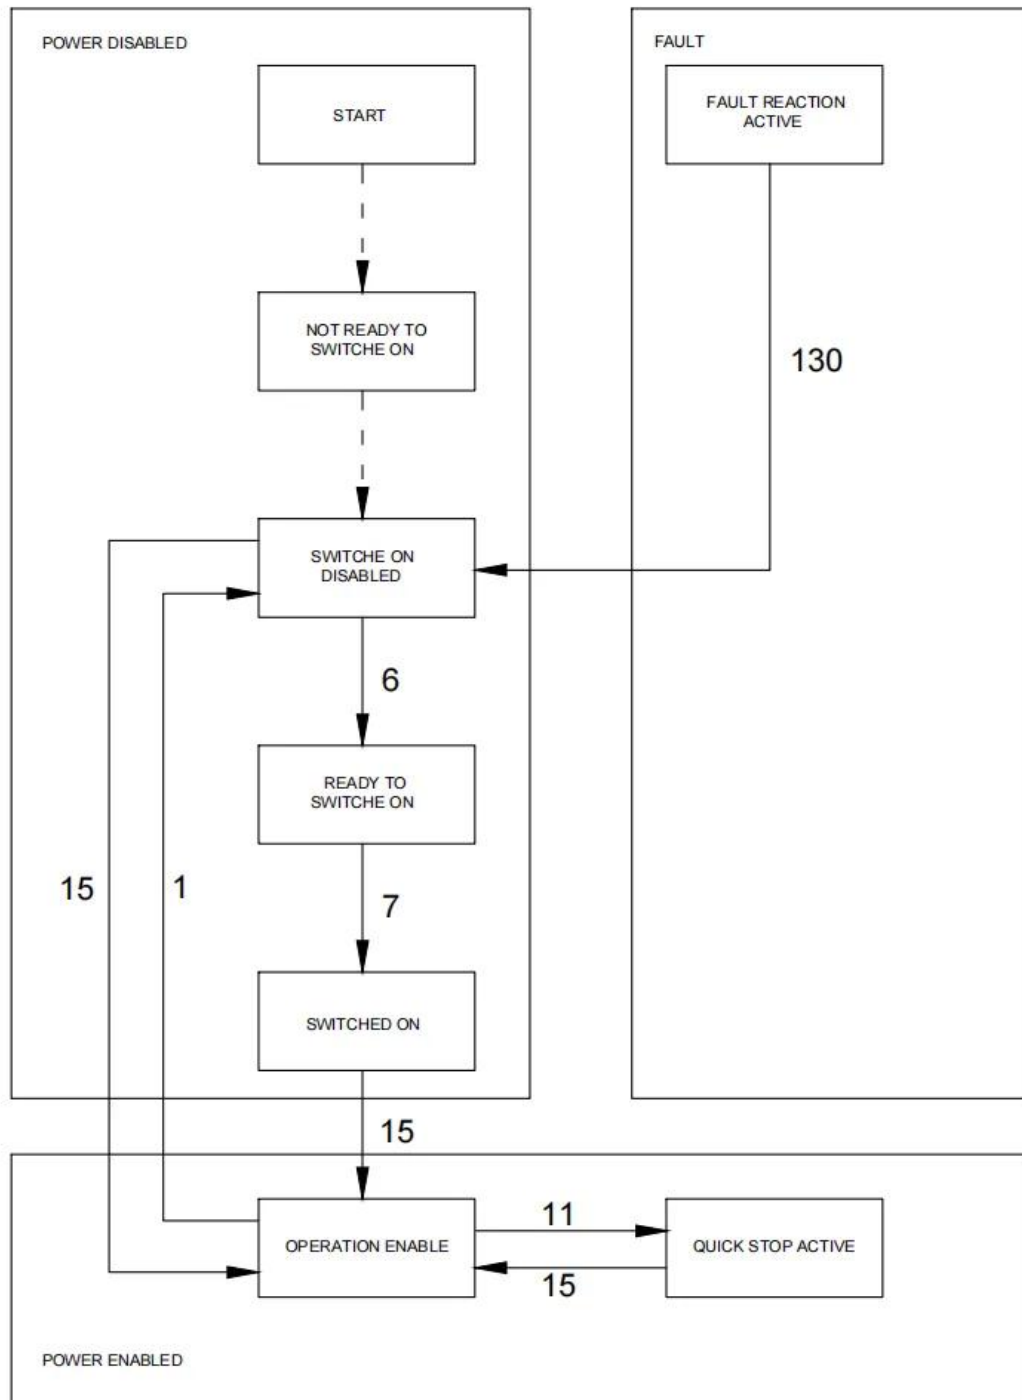 POWER DISABLED
FAULT
START
FAULT REACTION
ACTIVE
NOT READY TO
SWITCHE ON
130
SWITCHE ON
DISABLED
6
READY TO
SWITCHE ON
15
1
7
SWITCHED ON
15
OPERATION ENABLE
11
15
QUICK STOP ACTIVE
POWER ENABLED